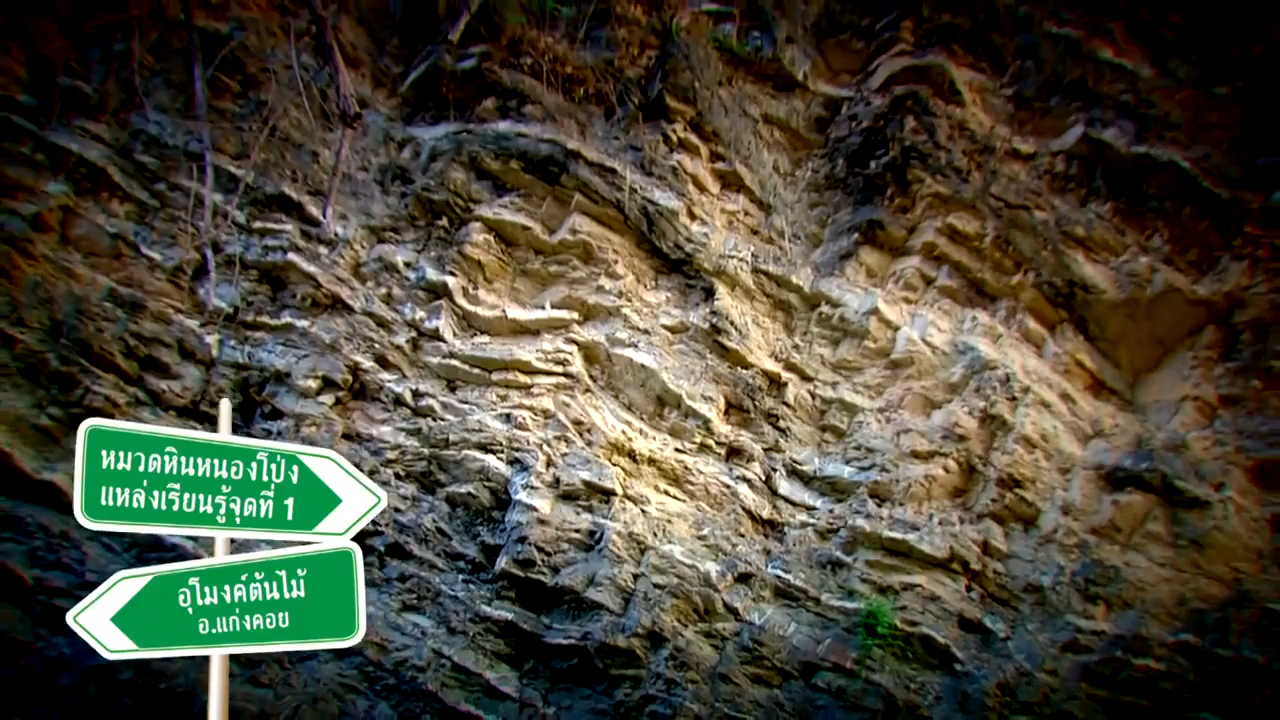 หมวดหินหนองโป่ง
แหล่งเรียนรู้จุดที่ 1
อุโมงค์ต้นไม้
อ.แก่งคอย